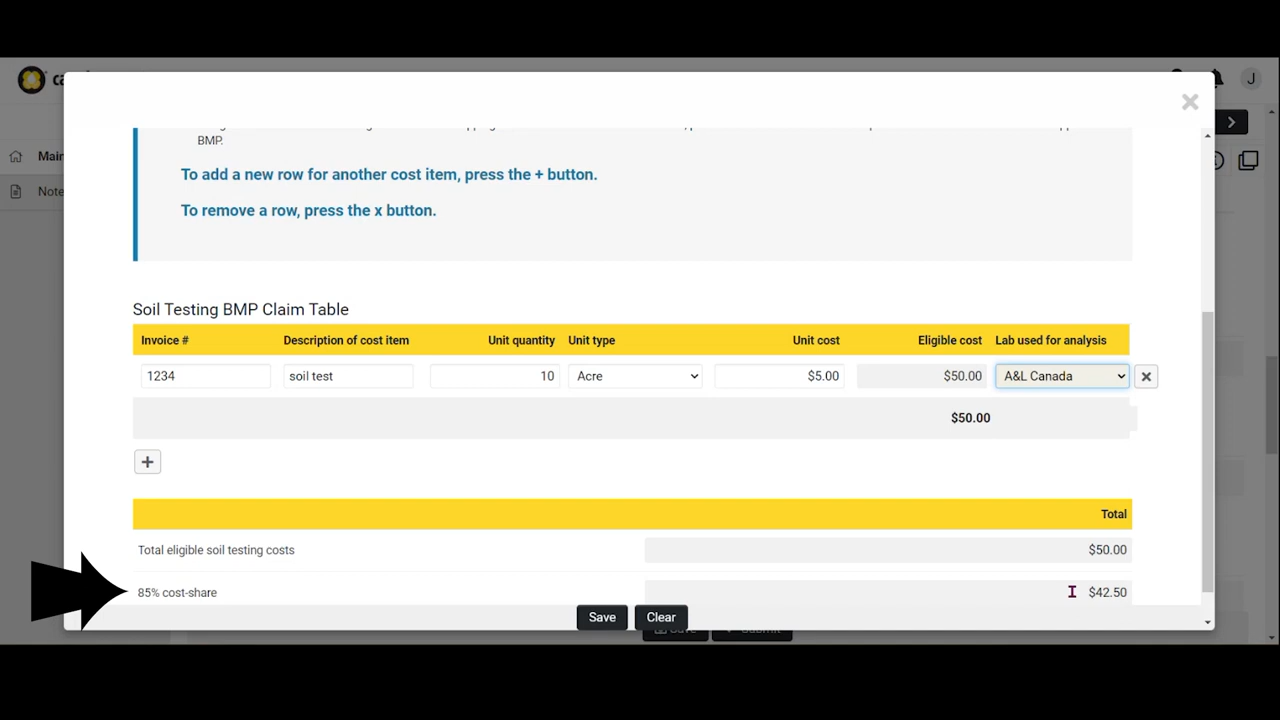 J
BMP.
Main
Note
To add a new row for another cost item, press the + button.
To remove a row, press the x button.
Soil Testing BMP Claim Table
Invoice # Description of cost item Unit quantity Unit type Unit cost Eligible cost Lab used for analysis
1234 soil test 10 Acre $5.00 $50.00 A&L Canada
$50.00
+
Total
Total eligible soil testing costs $50.00
85% cost-share $42.50
Save Clear